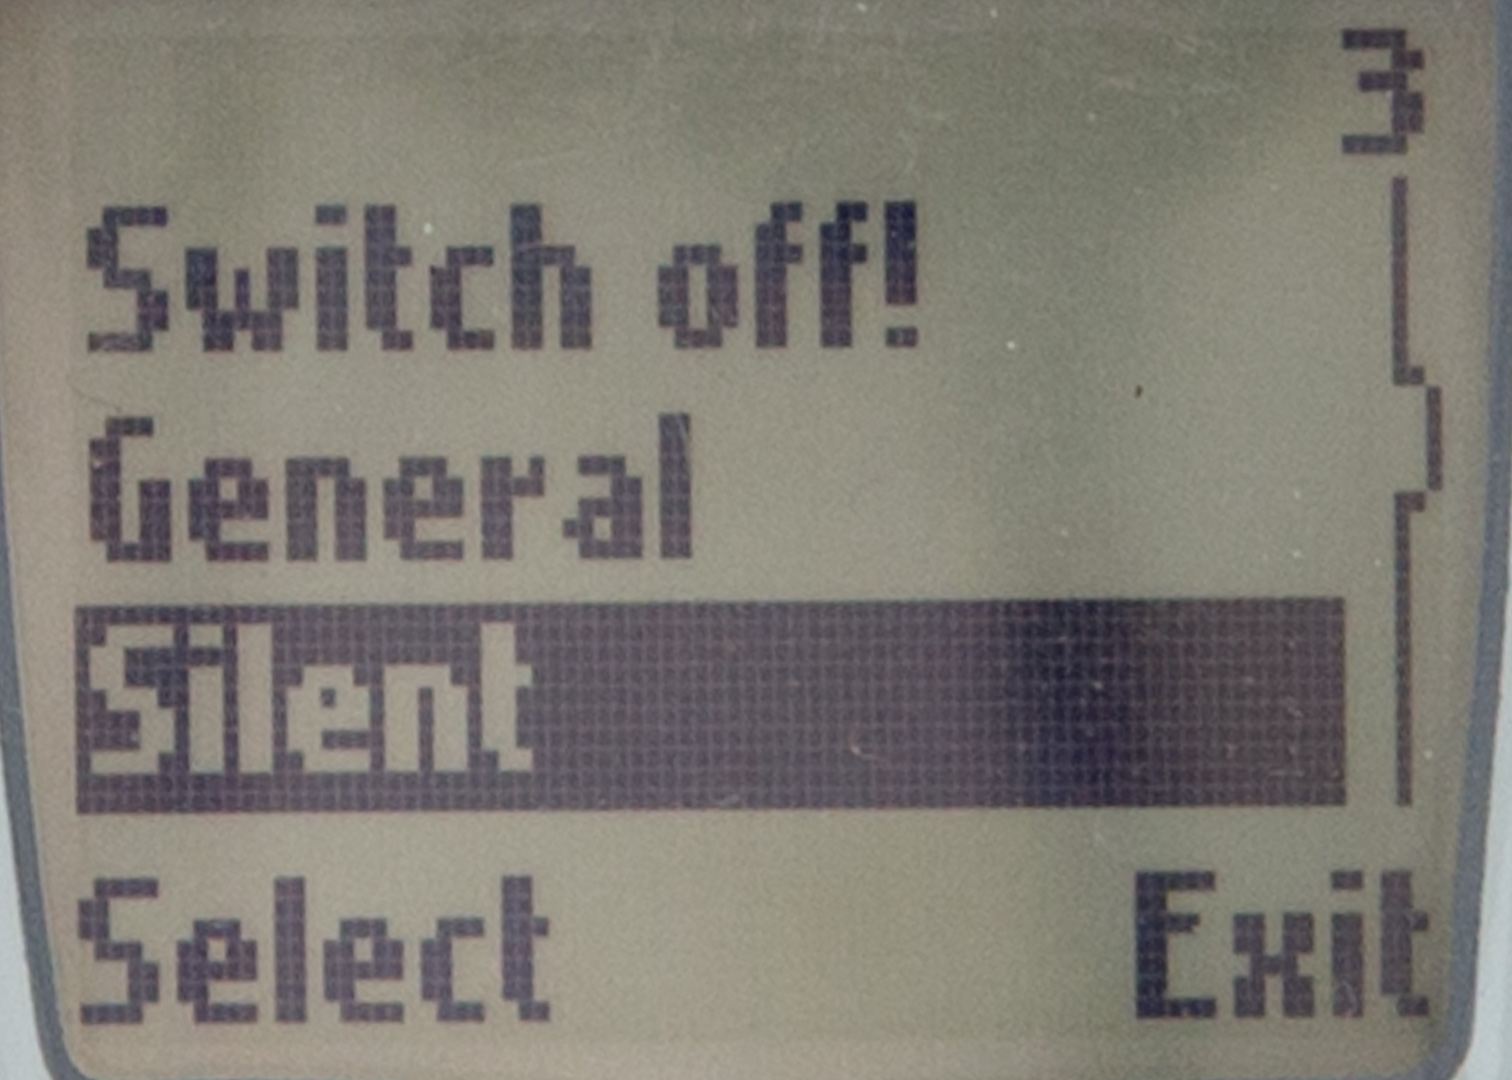 3
Switch off!
General
Silent
Select Exit